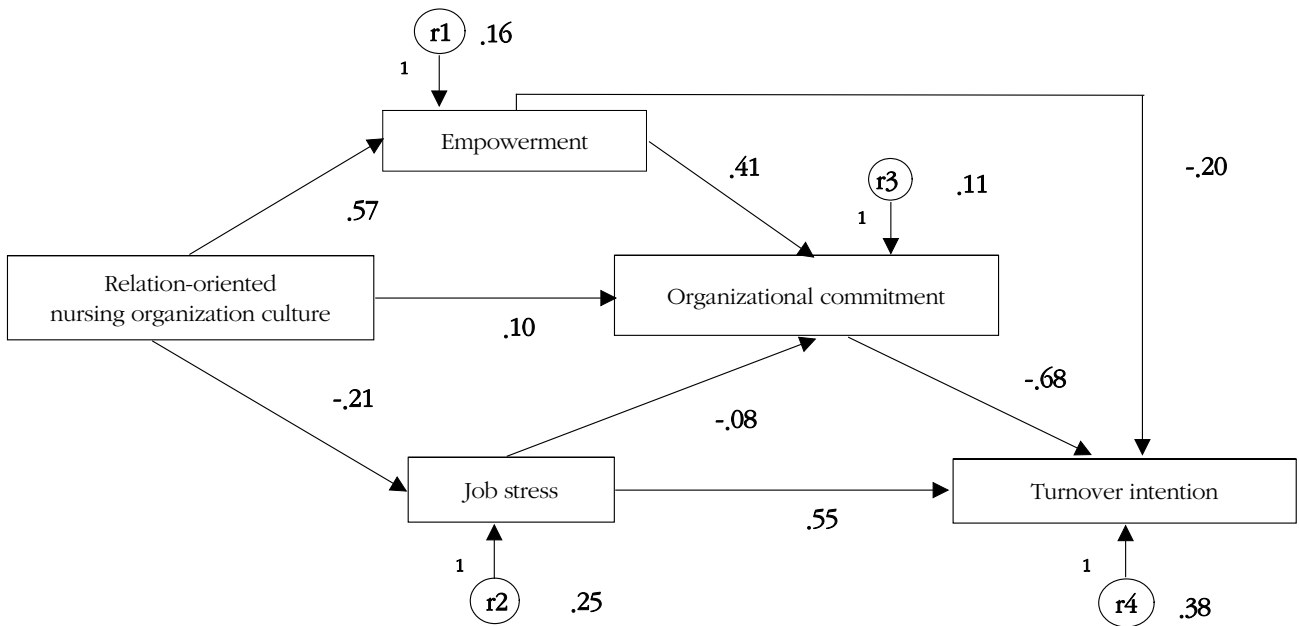 r1 .16
1
Empowerment
.41
r3 .11
1
-.20
.57
Relation-oriented
nursing organization culture
Organizational commitment
.10
-.21
-.08
-.68
Job stress
Turnover intention
.55
1
r2 .25
1
r4 .38